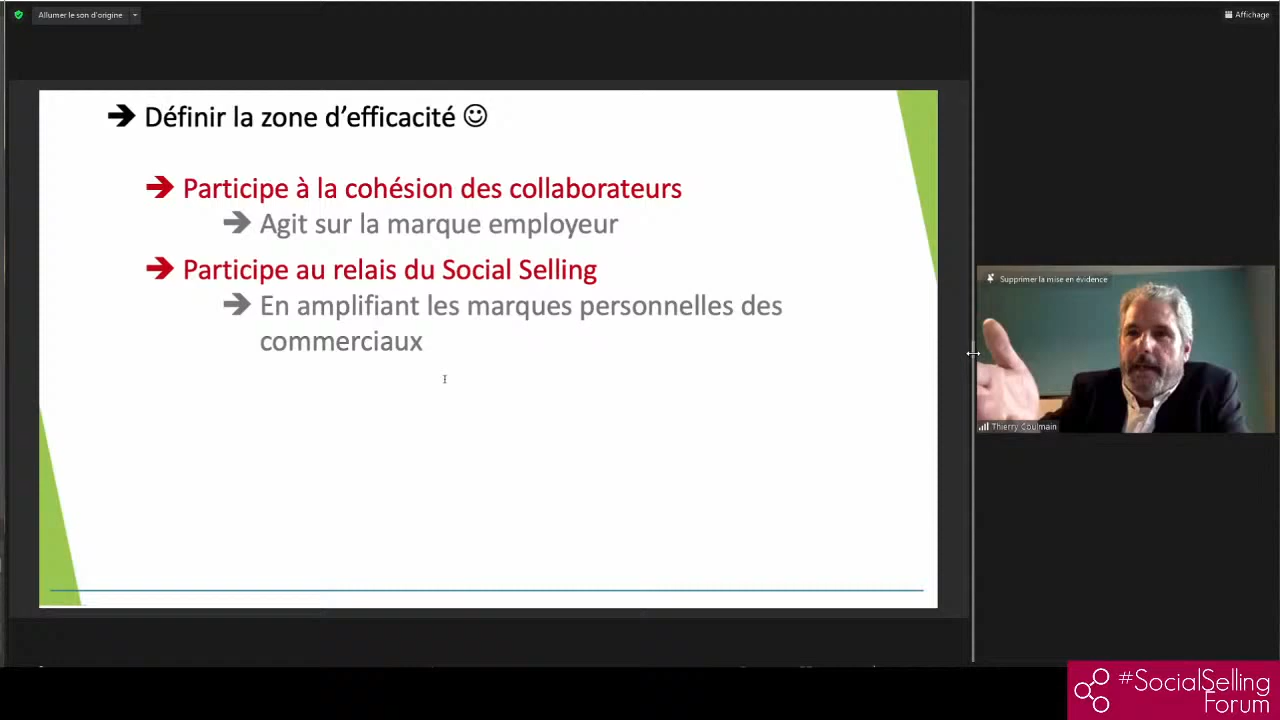 Allumer le son d'origine
Affichage
➔ Définir la zone d'efficacité ☺
➔ Participe à la cohésion des collaborateurs
➔ Agit sur la marque employeur
➔ Participe au relais du Social Selling
➔ En amplifiant les marques personnelles des
commerciaux
Supprimer la mise en évidence
Thierry Coulmain
#SocialSelling
Forum